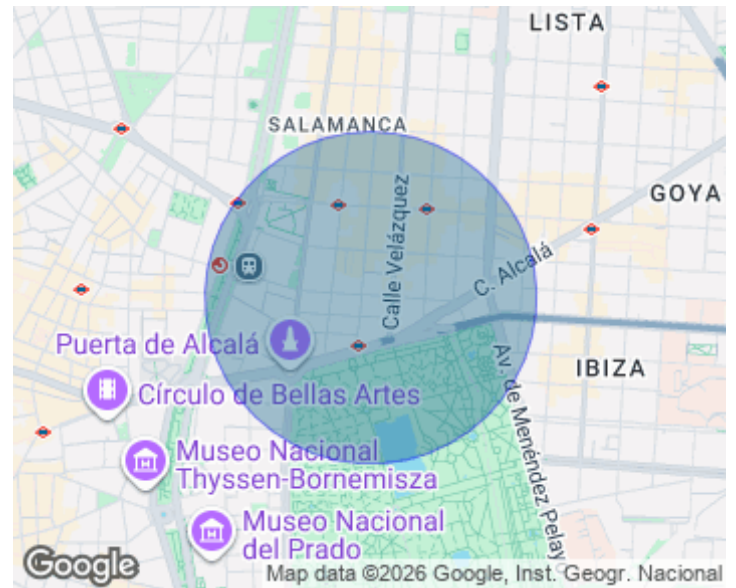 LISTA
SALAMANCA
GOYA
Calle Velázquez
C. Alcalá
Puerta de Alcalá
IBIZA
Círculo de Bellas Artes
Av. de Menéndez Pelayo
Museo Nacional
Thyssen-Bornemisza
Museo Nacional
del Prado
Google
Map data ©2026 Google, Inst. Geogr. Nacional